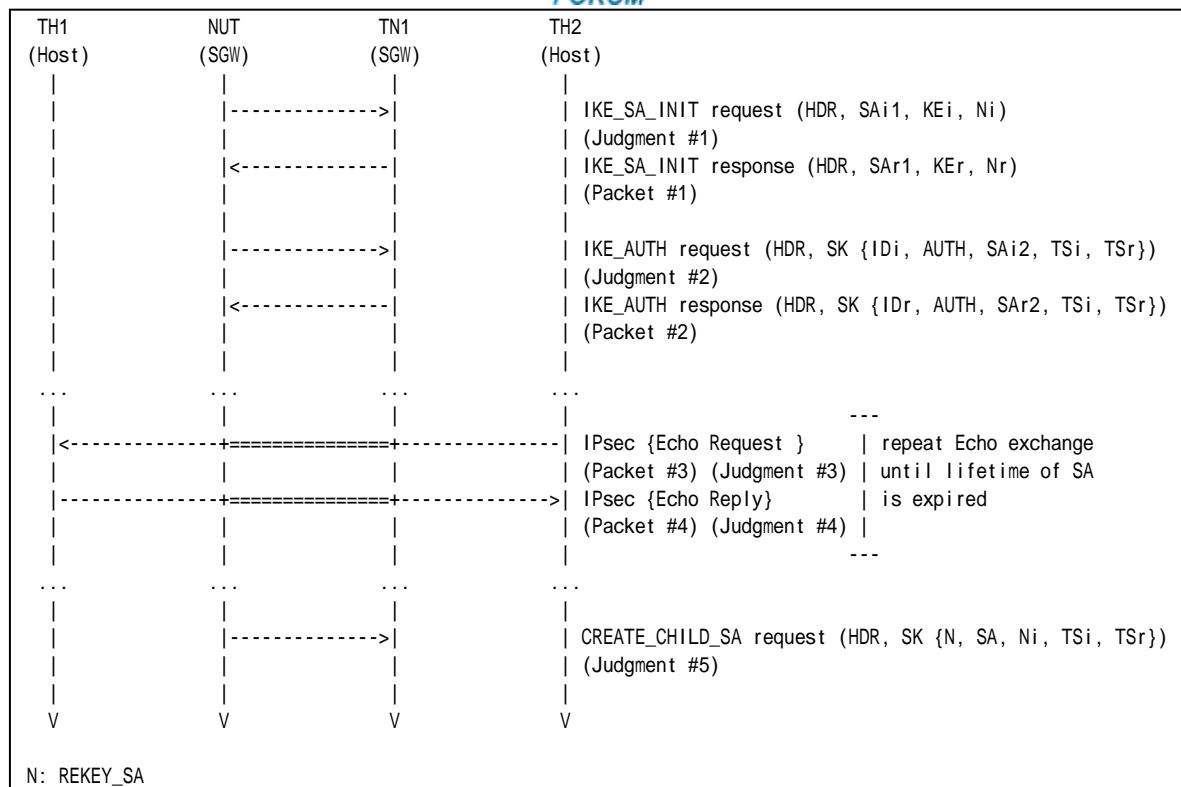 FORUM
TH1 NUT TN1 TH2
(Host) (SGW) (SGW) (Host)
| | | |
| |-------------->| | IKE_SA_INIT request (HDR, SAi1, KEi, Ni)
| | | | (Judgment #1)
| |<--------------| | IKE_SA_INIT response (HDR, SAr1, KEr, Nr)
| | | | (Packet #1)
| | | |
| |-------------->| | IKE_AUTH request (HDR, SK {IDi, AUTH, SAi2, TSi, TSr})
| | | | (Judgment #2)
| |<--------------| | IKE_AUTH response (HDR, SK {IDr, AUTH, SAr2, TSi, TSr})
| | | | (Packet #2)
| | | |
... ... ... ...
| | | | ---
|<--------------+===============+--------------| IPsec {Echo Request } | repeat Echo exchange
| | | | (Packet #3) (Judgment #3) | until lifetime of SA
|---------------+===============+-------------->| IPsec {Echo Reply} | is expired
| | | | (Packet #4) (Judgment #4) |
| | | | ---
... ... ... ...
| | | |
| |-------------->| | CREATE_CHILD_SA request (HDR, SK {N, SA, Ni, TSi, TSr})
| | | | (Judgment #5)
| | | |
V V V V
N: REKEY_SA